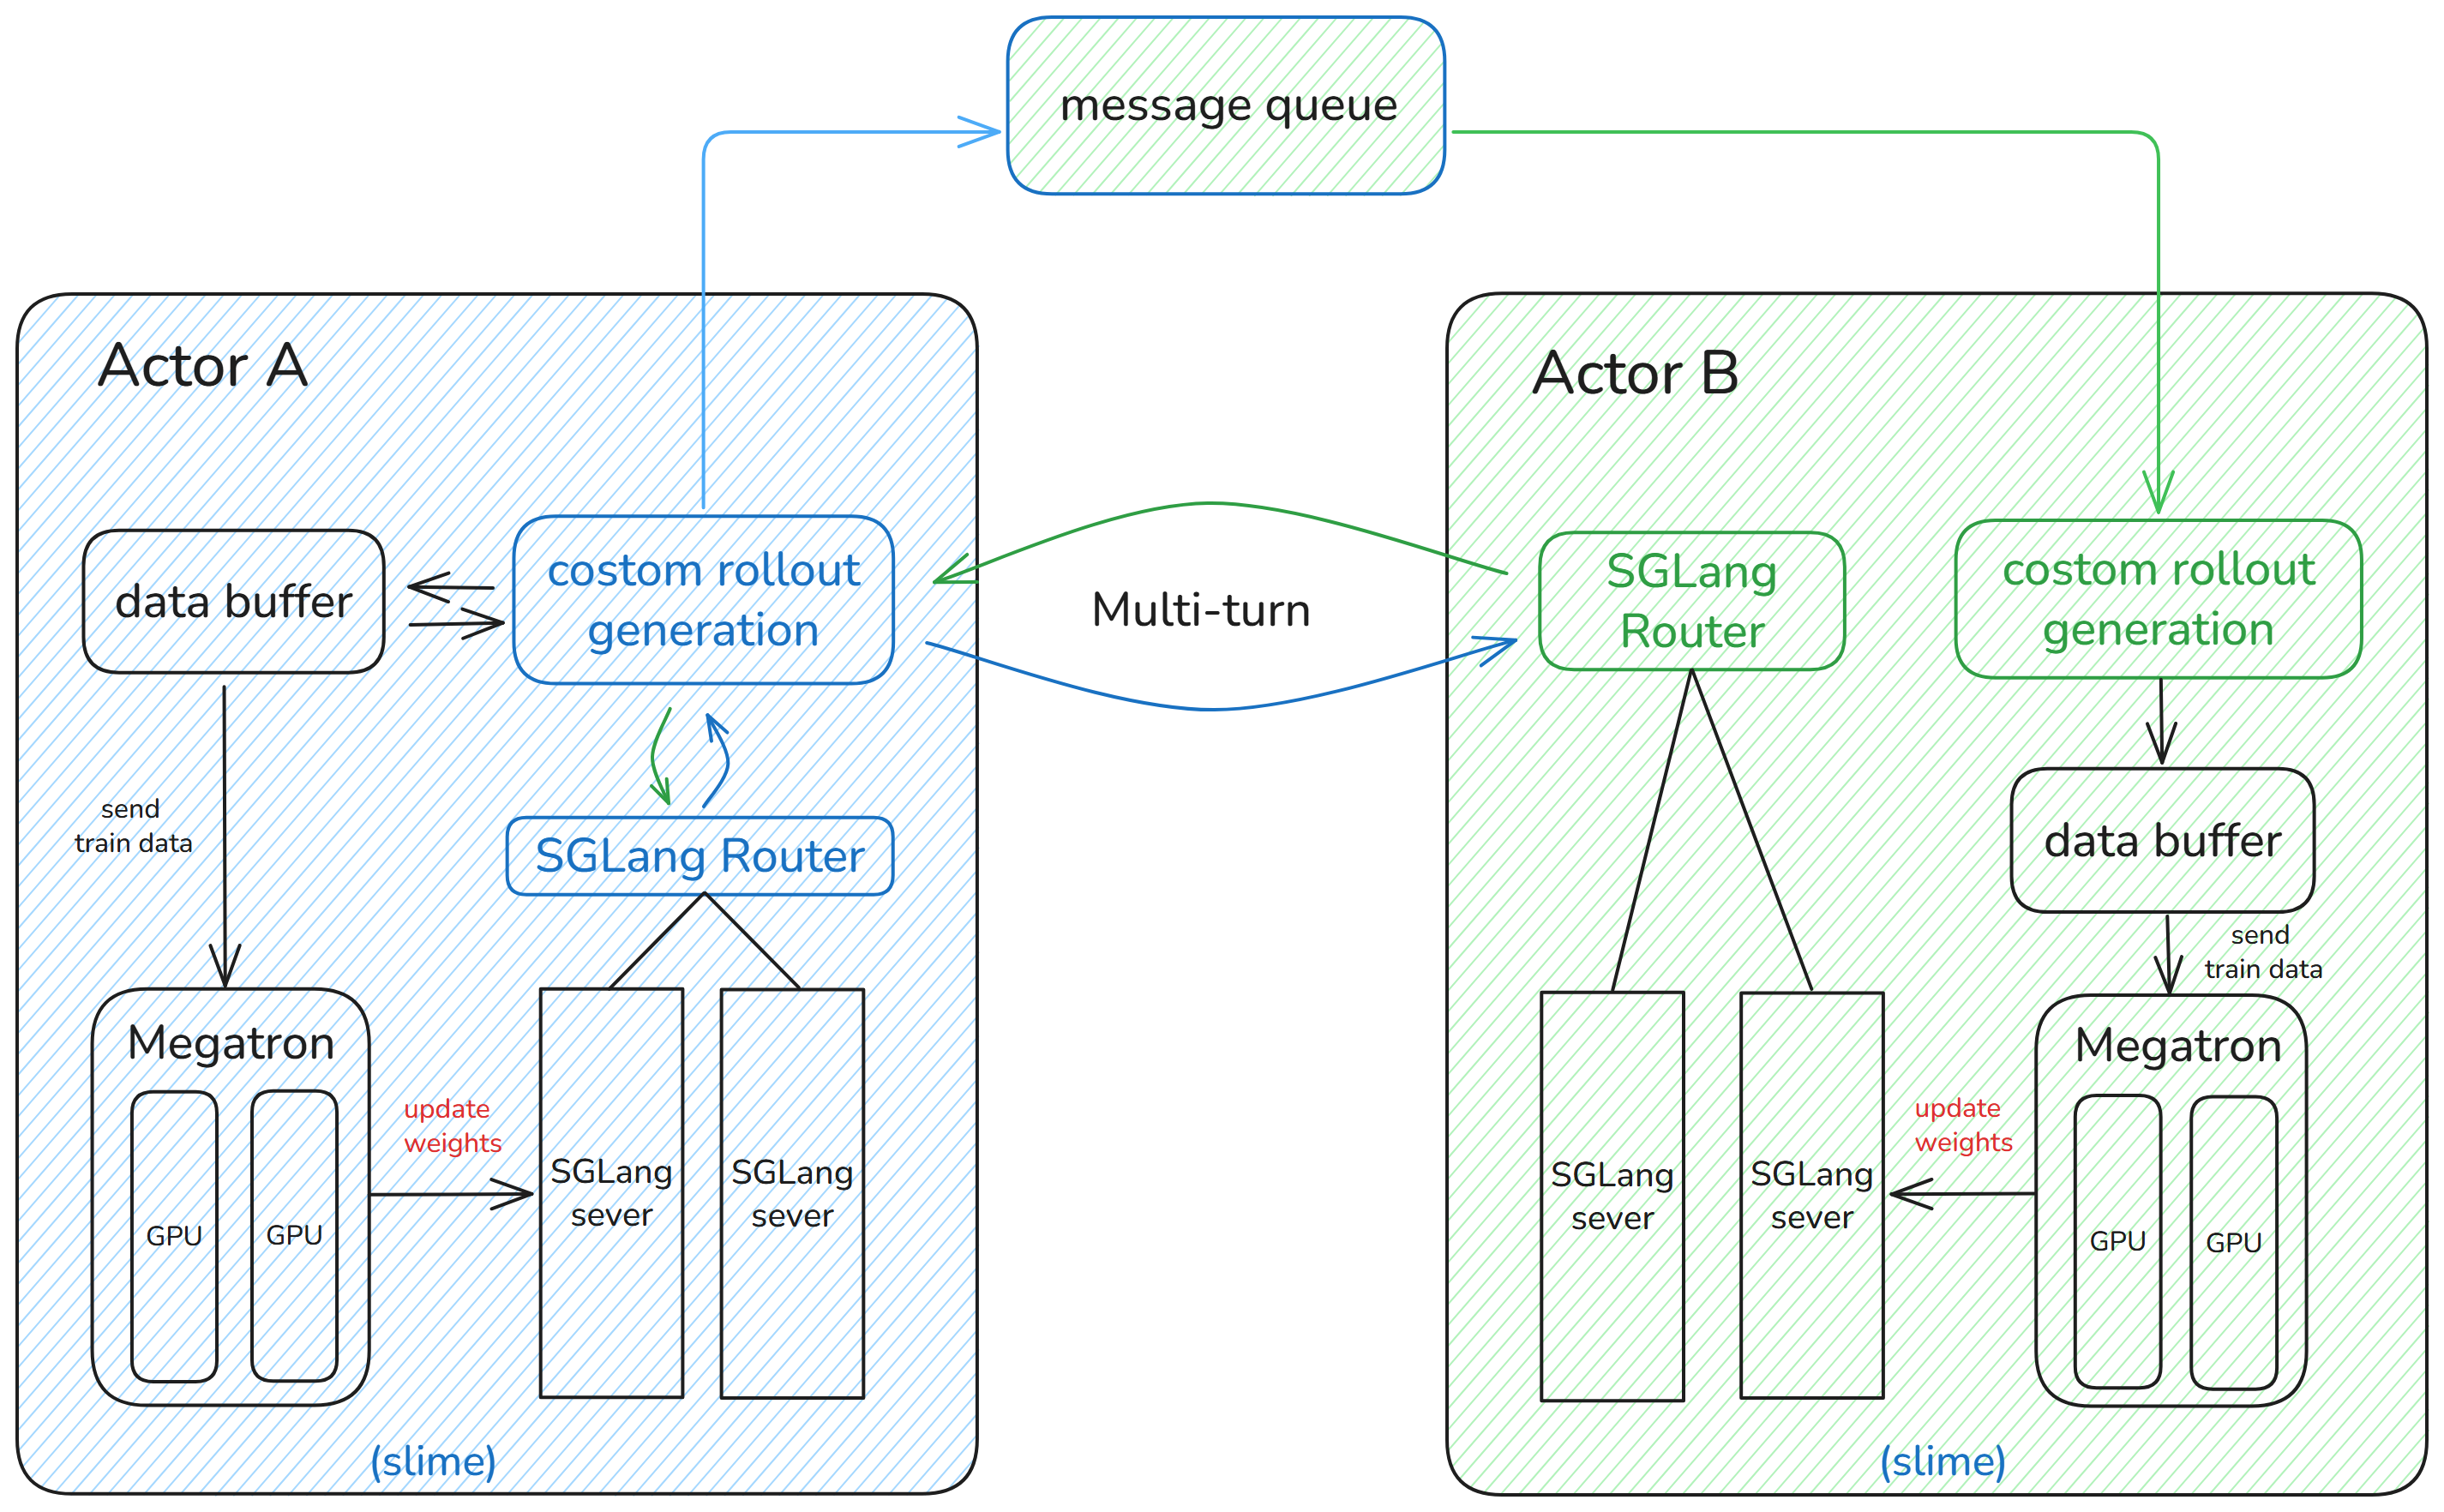 message queue
Actor A
data buffer
costom rollout
generation
send
train data
SGLang Router
Megatron
GPU
GPU
update
weights
SGLang
sever
SGLang
sever
(slime)
Multi-turn
Actor B
SGLang
Router
costom rollout
generation
data buffer
send
train data
SGLang
sever
SGLang
sever
update
weights
Megatron
GPU
GPU
(slime)